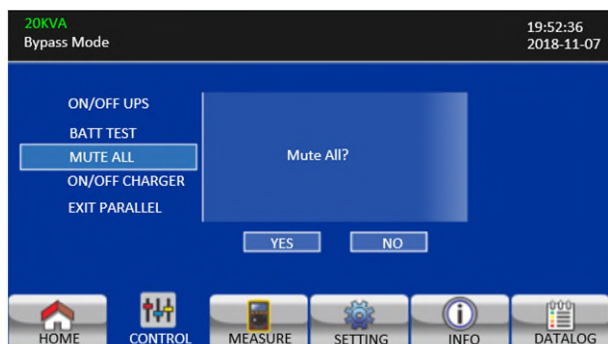 20KVA
Bypass Mode
19:52:36
2018-11-07
ON/OFF UPS
BATT TEST
MUTE ALL
ON/OFF CHARGER
EXIT PARALLEL
Mute All?
YES NO
HOME CONTROL MEASURE SETTING INFO DATALOG